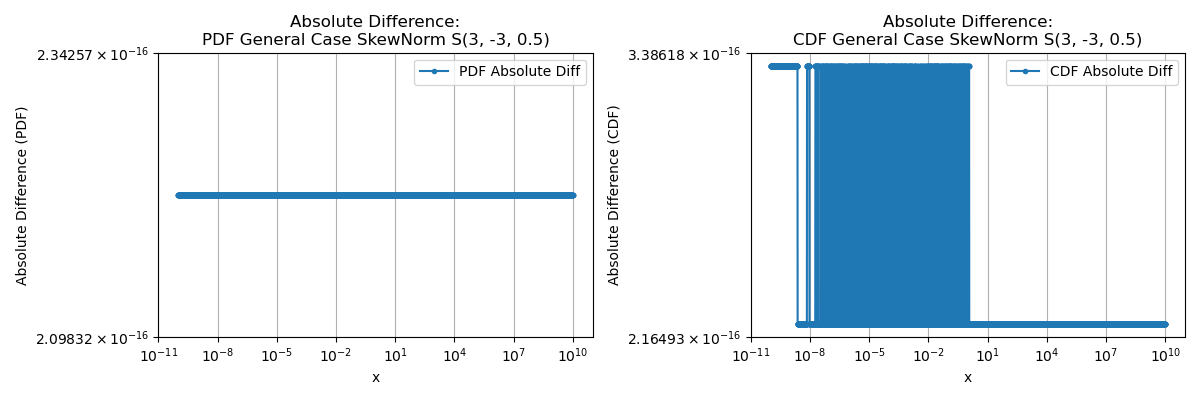 Absolute Difference:
PDF General Case SkewNorm S(3, -3, 0.5)
2.34257 × 10⁻¹⁶
2.09832 × 10⁻¹⁶
Absolute Difference (PDF)
PDF Absolute Diff
10⁻¹¹ 10⁻⁸ 10⁻⁵ 10⁻² 10¹ 10⁴ 10⁷ 10¹⁰
x
Absolute Difference:
CDF General Case SkewNorm S(3, -3, 0.5)
3.38618 × 10⁻¹⁶
2.16493 × 10⁻¹⁶
Absolute Difference (CDF)
CDF Absolute Diff
10⁻¹¹ 10⁻⁸ 10⁻⁵ 10⁻² 10¹ 10⁴ 10⁷ 10¹⁰
x